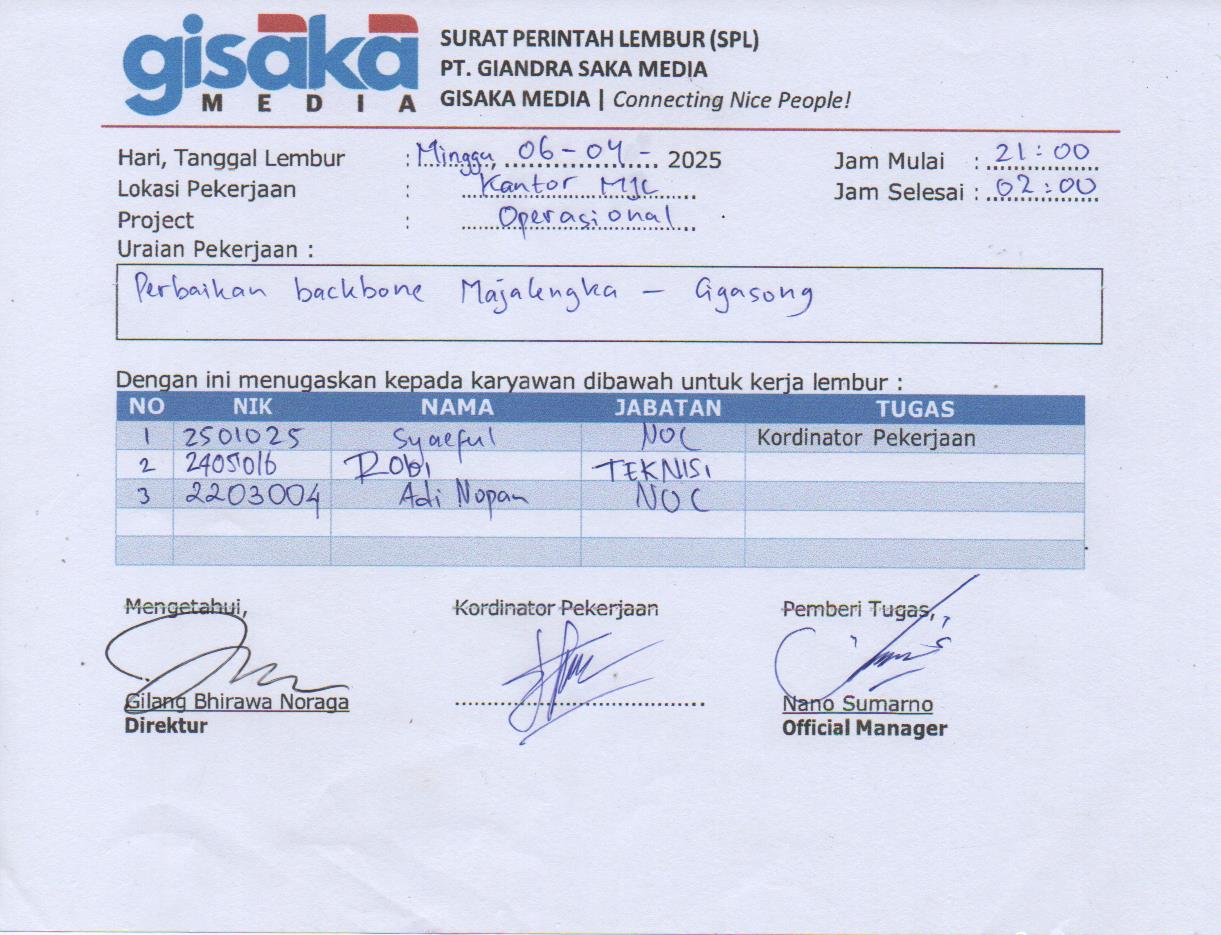 gisaka
MEDIA
SURAT PERINTAH LEMBUR (SPL)
PT. GIANDRA SAKA MEDIA
GISAKA MEDIA | Connecting Nice People!
Hari, Tanggal Lembur : Minggu, 06-04- 2025 Jam Mulai : 21:00
Lokasi Pekerjaan : Kantor MJL Jam Selesai : 02:00
Project : Operasional
Uraian Pekerjaan :
Perbaikan backbone Majalengka - Cigasong
Dengan ini menugaskan kepada karyawan dibawah untuk kerja lembur :
NO NIK NAMA JABATAN TUGAS
1 2501025 Syaeful NOC Kordinator Pekerjaan
2 2405016 Robi TEKNISI
3 2203004 Adi Nopan NOC
Mengetahui, Kordinator Pekerjaan Pemberi Tugas,
Gilang Bhirawa Noraga Nano Sumarno
Direktur Official Manager